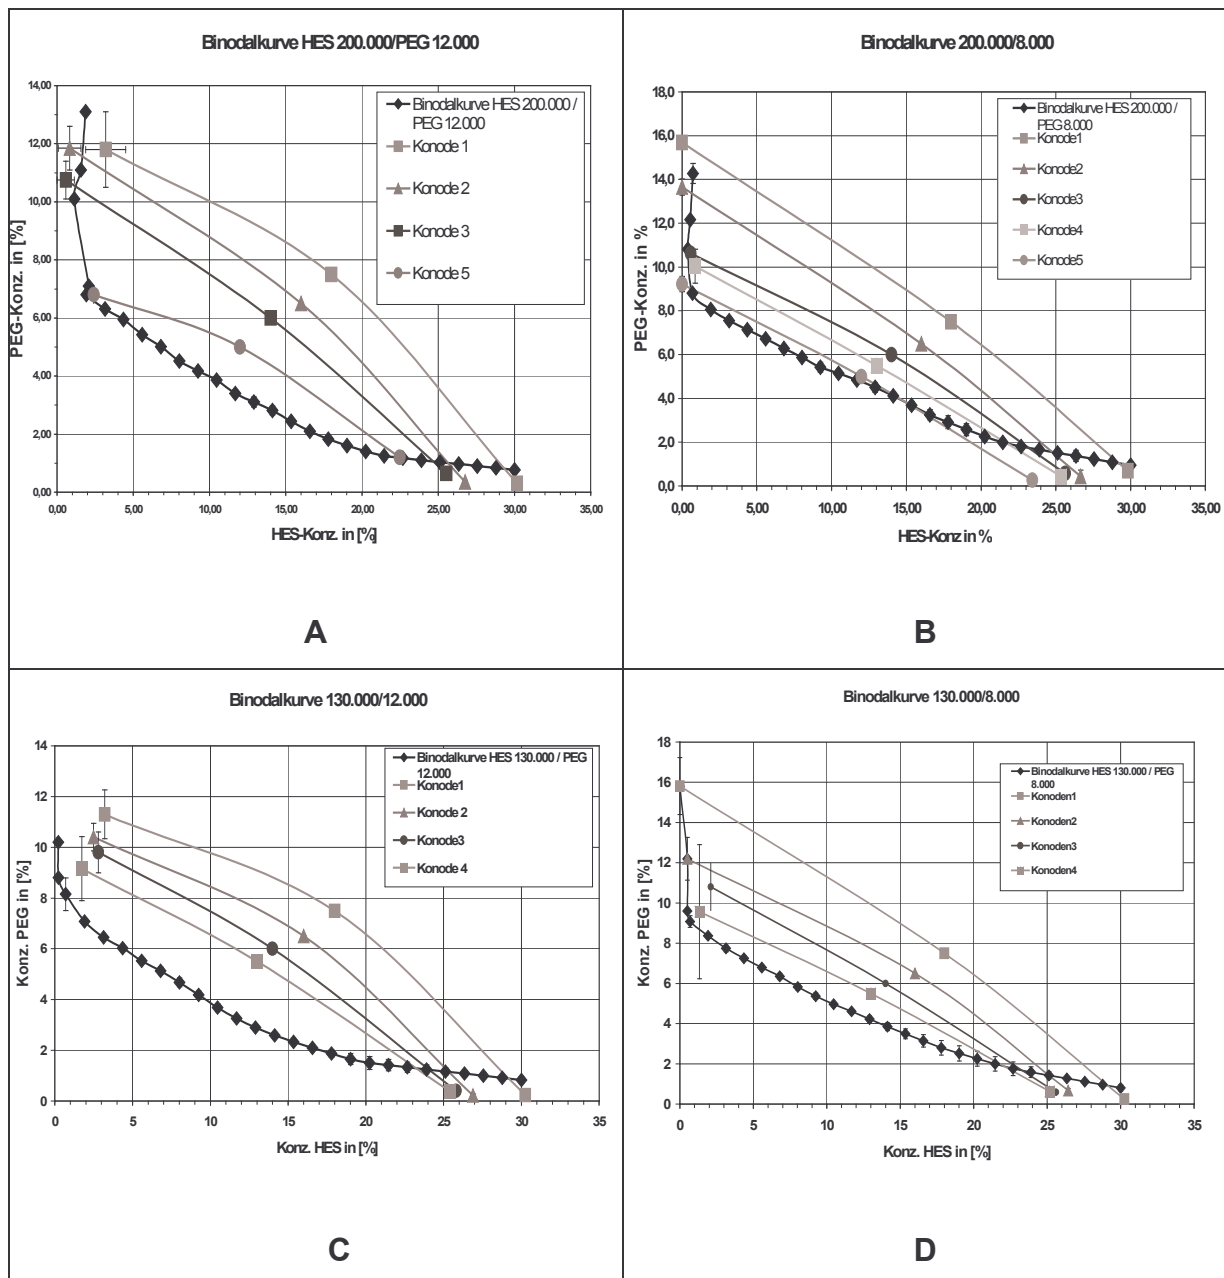 Binodalkurve HES 200.000/PEG 12.000
14,00
12,00
10,00
8,00
6,00
4,00
2,00
0,00
0,00 5,00 10,00 15,00 20,00 25,00 30,00 35,00
PEG-Konz. in [%]
HES-Konz. in [%]
Binodalkurve HES 200.000 /
PEG 12.000
Konode 1
Konode 2
Konode 3
Konode 5
A
Binodalkurve 200.000/8.000
18,0
16,0
14,0
12,0
10,0
8,0
6,0
4,0
2,0
0,0
0,00 5,00 10,00 15,00 20,00 25,00 30,00 35,00
PEG-Konz. in %
HES-Konz in %
Binodalkurve HES 200.000 /
PEG 8.000
Konode1
Konode2
Konode3
Konode4
Konode5
B
Binodalkurve 130.000/12.000
14
12
10
8
6
4
2
0
0 5 10 15 20 25 30 35
Konz. PEG in [%]
Konz. HES in [%]
Binodalkurve HES 130.000 / PEG
12.000
Konode1
Konode 2
Konode3
Konode 4
C
Binodalkurve 130.000/8.000
18
16
14
12
10
8
6
4
2
0
0 5 10 15 20 25 30 35
Konz. PEG in [%]
Konz. HES in [%]
Binodalkurve HES 130.000 / PEG
8.000
Konoden1
Konoden2
Konoden3
Konoden4
D